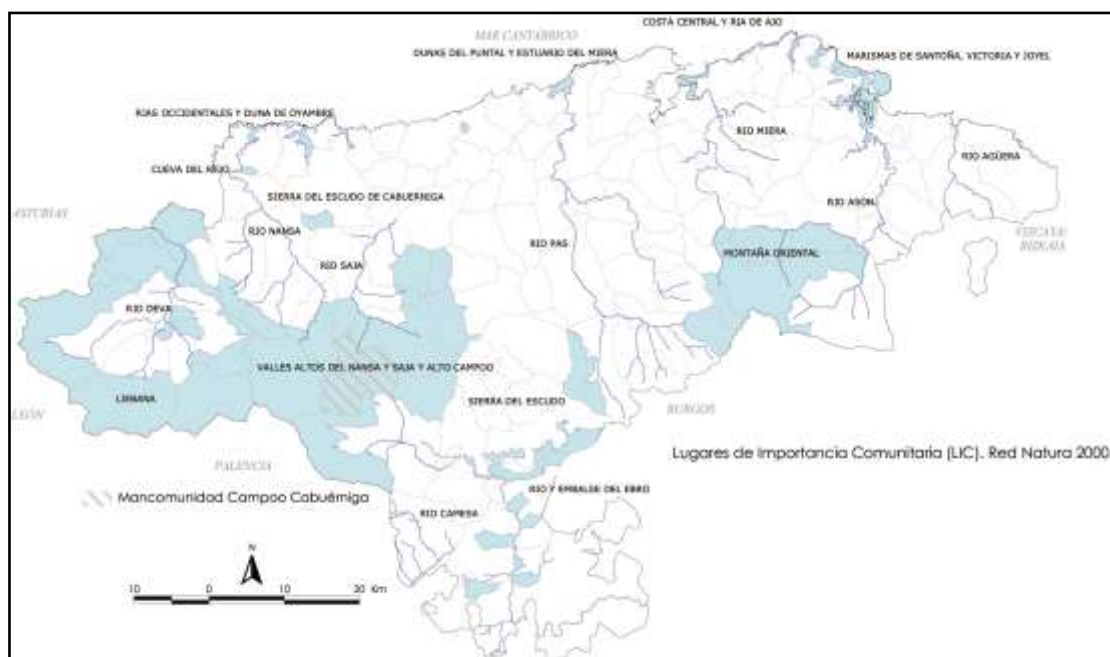 COSTA CENTRAL Y RIA DE AJO
MAR CANTÁBRICO
DUNAS DEL PUNTAL Y ESTUARIO DEL MIERA
MARISMAS DE SANTOÑA, VICTORIA Y JOYEL
RIAS OCCIDENTALES Y DUNA DE OYAMBRE
RIO MIERA
RIO AGÜERA
CUEVA DEL REJO
SIERRA DEL ESCUDO DE CABUERNIGA
RIO ASON
ASTURIAS
RIO NANSA
VIZCAYA/
BIZKAIA
RIO PAS
MONTAÑA ORIENTAL
RIO SAJA
RIO DEVA
VALLES ALTOS DEL NANSA Y SAJA Y ALTO CAMPOO
LIEBANA
SIERRA DEL ESCUDO
LEÓN
BURGOS
Lugares de Importancia Comunitaria (LIC). Red Natura 2000
PALENCIA
RIO Y EMBALSE DEL EBRO
Mancomunidad Campoo Cabuérniga
RIO CAMESA
N
10 0 10 20 Km